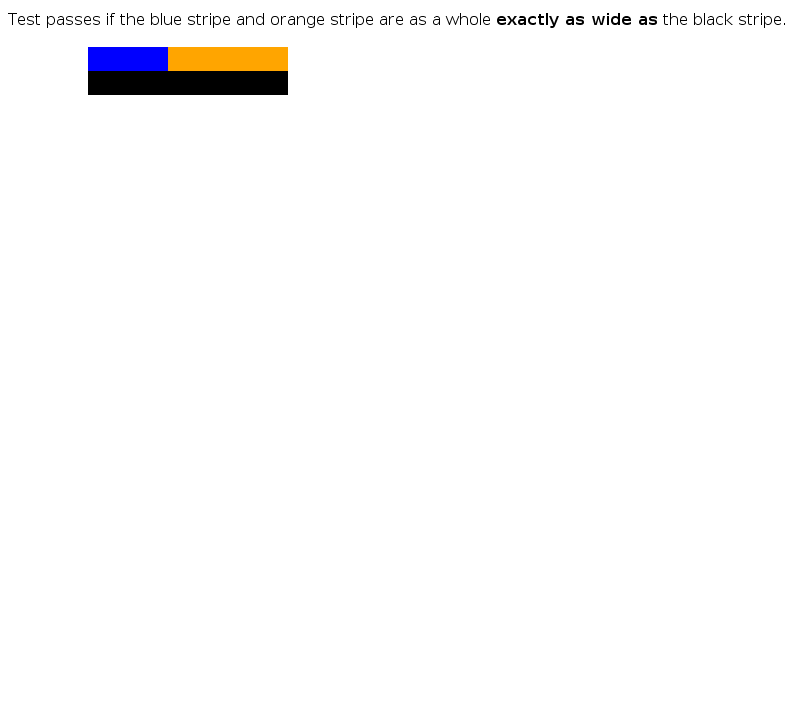 Test passes if the blue stripe and orange stripe are as a whole exactly as wide as the black stripe.